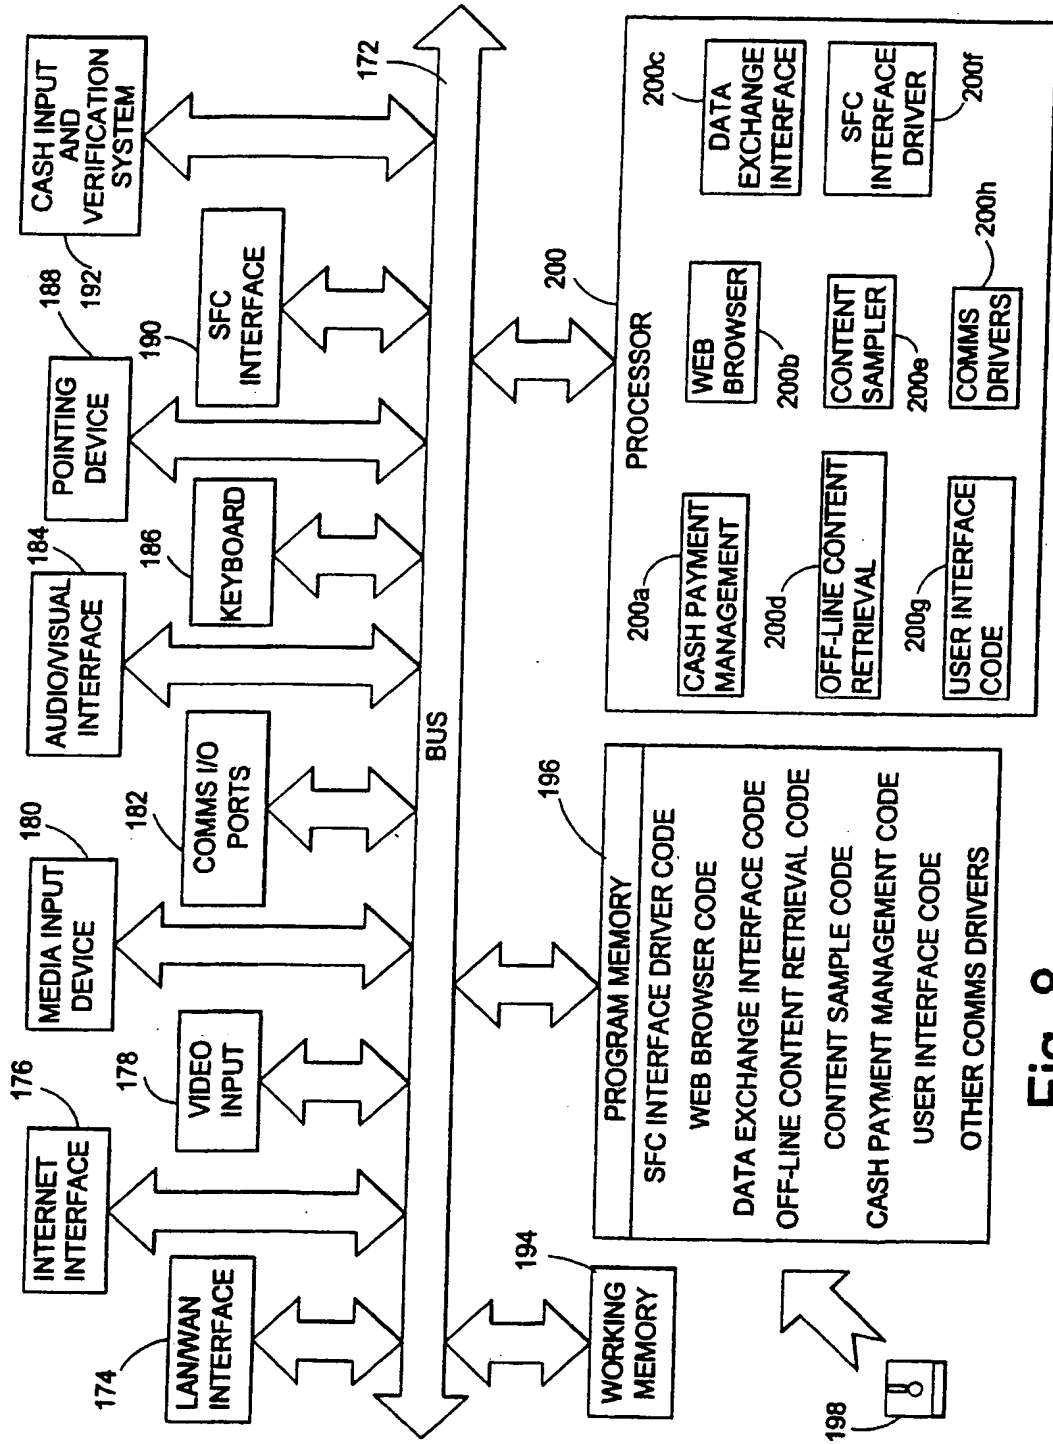 176
INTERNET
INTERFACE
180
MEDIA INPUT
DEVICE
184
AUDIO/VISUAL
INTERFACE
188
POINTING
DEVICE
192'
CASH INPUT
AND
VERIFICATION
SYSTEM
174
LAN/WAN
INTERFACE
178
VIDEO
INPUT
182
COMMS I/O
PORTS
186
KEYBOARD
190
SFC
INTERFACE
172
BUS
194
WORKING
MEMORY
196
PROGRAM MEMORY
SFC INTERFACE DRIVER CODE
WEB BROWSER CODE
DATA EXCHANGE INTERFACE CODE
OFF-LINE CONTENT RETRIEVAL CODE
CONTENT SAMPLE CODE
CASH PAYMENT MANAGEMENT CODE
USER INTERFACE CODE
OTHER COMMS DRIVERS
198
200
PROCESSOR
200a
CASH PAYMENT
MANAGEMENT
WEB
BROWSER
200b
200c
DATA
EXCHANGE
INTERFACE
200d
OFF-LINE CONTENT
RETRIEVAL
CONTENT
SAMPLER
200e
SFC
INTERFACE
DRIVER
200f
200g
USER INTERFACE
CODE
COMMS
DRIVERS
200h